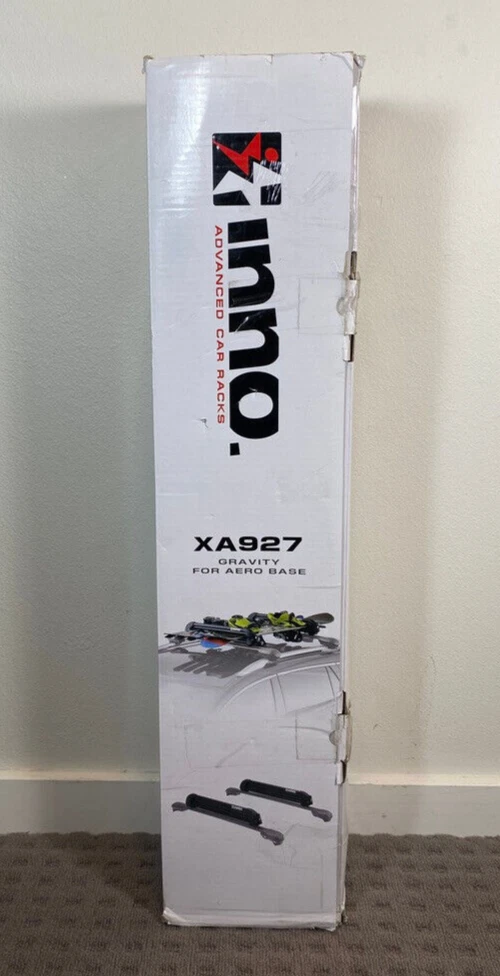 inno.
ADVANCED CAR RACKS
XA927
GRAVITY
FOR AERO BASE